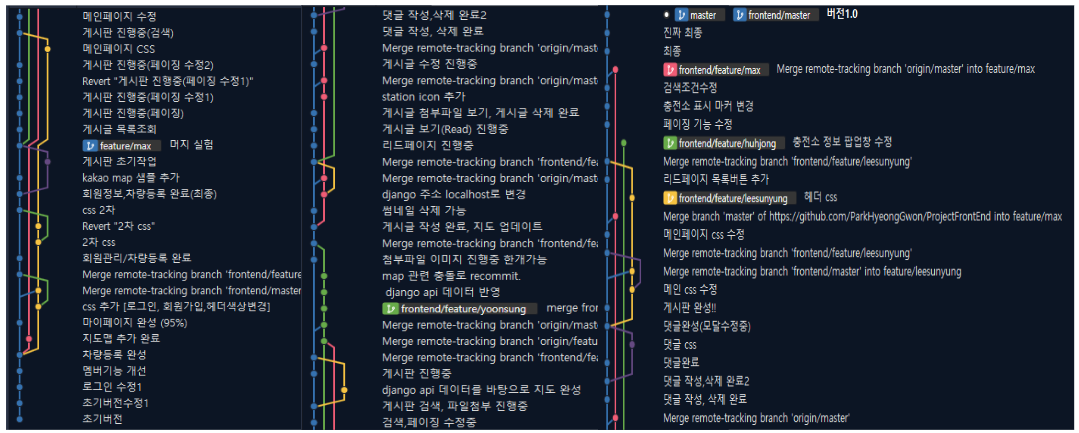 메인페이지 수정
게시판 진행중(검색)
메인페이지 CSS
게시판 진행중(페이징 수정2)
Revert "게시판 진행중(페이징 수정1)"
게시판 진행중(페이징 수정1)
게시판 진행중(페이징)
게시글 목록조회
feature/max 머지 실험
게시판 초기작업
kakao map 샘플 추가
회원정보,차량등록 완료(최종)
css 2차
Revert "2차 css"
2차 css
회원관리/차량등록 완료
Merge remote-tracking branch 'frontend/feature
Merge remote-tracking branch 'frontend/master
css 추가 [로그인, 회원가입,헤더색상변경]
마이페이지 완성 (95%)
지도맵 추가 완료
차량등록 완성
멤버기능 개선
로그인 수정1
초기버전수정1
초기버전
댓글 작성,삭제 완료2
댓글 작성, 삭제 완료
Merge remote-tracking branch 'origin/maste
게시글 수정 진행중
Merge remote-tracking branch 'origin/maste
station icon 추가
게시글 첨부파일 보기, 게시글 삭제 완료
게시글 보기(Read) 진행중
리드페이지 진행중
Merge remote-tracking branch 'frontend/fea
Merge remote-tracking branch 'origin/maste
django 주소 localhost로 변경
썸네일 삭제 가능
게시글 작성 완료, 지도 업데이트
Merge remote-tracking branch 'frontend/fea
첨부파일 이미지 진행중 한개가능
map 관련 충돌로 recommit.
django api 데이터 반영
frontend/feature/yoonsung merge fron
Merge remote-tracking branch 'origin/maste
Merge remote-tracking branch 'origin/featu
Merge remote-tracking branch 'frontend/fea
게시판 진행중
django api 데이터를 바탕으로 지도 완성
게시판 검색, 파일첨부 진행중
검색,페이징 수정중
master frontend/master 버전1.0
진짜 최종
최종
frontend/feature/max Merge remote-tracking branch 'origin/master' into feature/max
검색조건수정
충전소 표시 마커 변경
페이징 기능 수정
frontend/feature/huhjong 충전소 정보 팝업창 수정
Merge remote-tracking branch 'frontend/feature/leesunyung'
리드페이지 목록버튼 추가
frontend/feature/leesunyung 헤더 css
Merge branch 'master' of https://github.com/ParkHyeongGwon/ProjectFrontEnd into feature/max
메인페이지 css 수정
Merge remote-tracking branch 'frontend/feature/leesunyung'
Merge remote-tracking branch 'frontend/master' into feature/leesunyung
메인 css 수정
게시판 완성!!
댓글완성(모달수정중)
댓글 css
댓글완료
댓글 작성,삭제 완료2
댓글 작성, 삭제 완료
Merge remote-tracking branch 'origin/master'